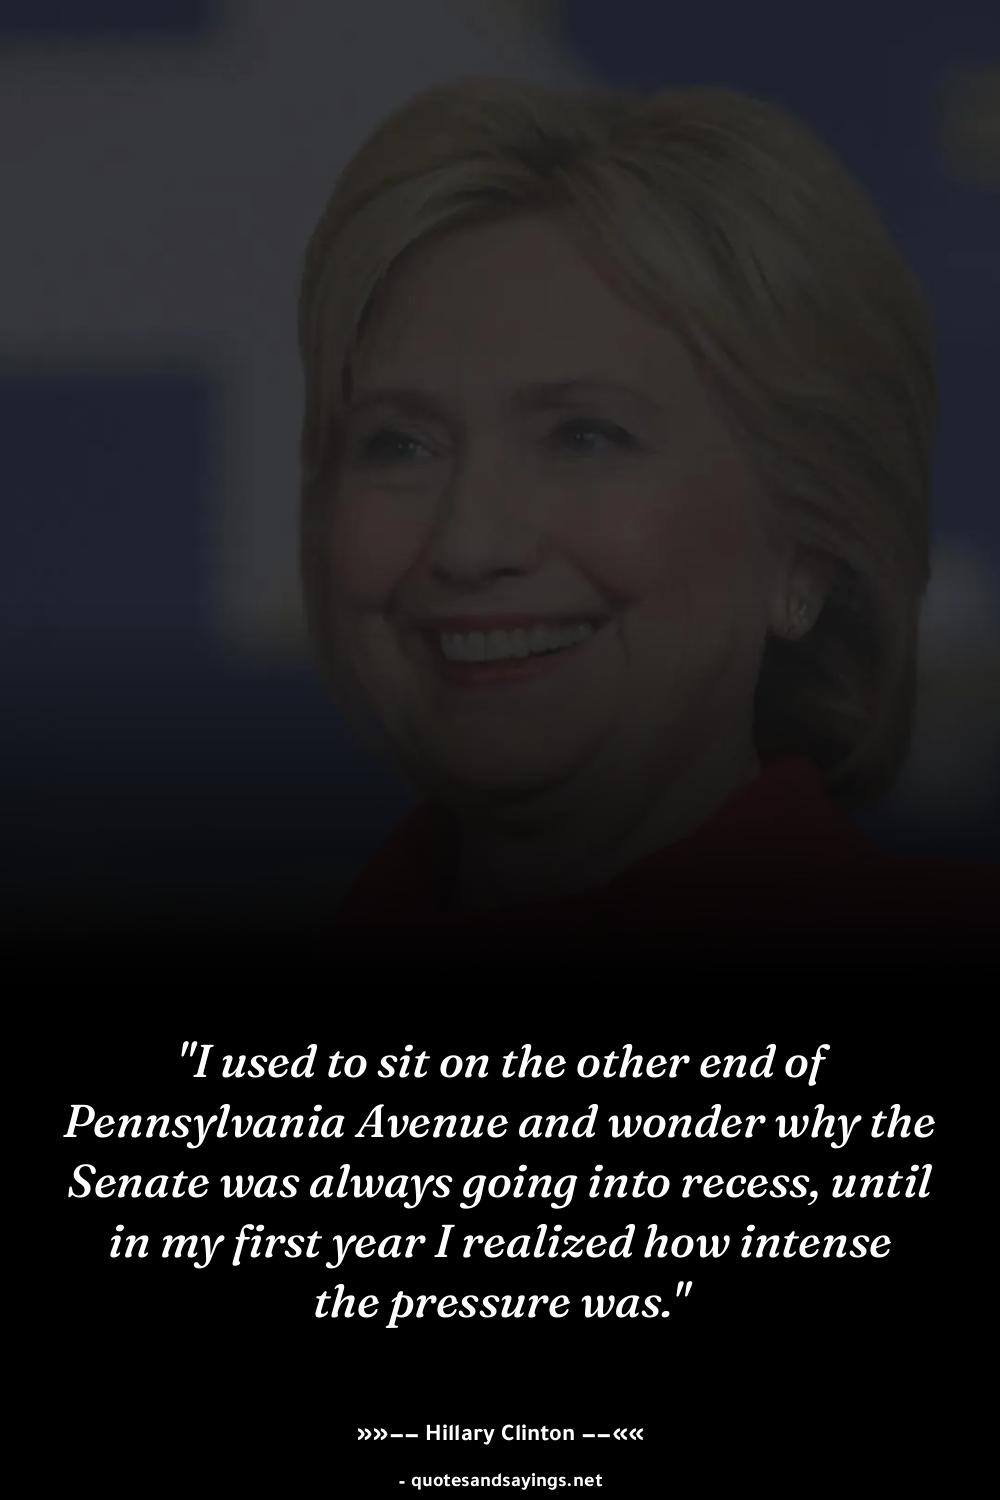 "I used to sit on the other end of
Pennsylvania Avenue and wonder why the
Senate was always going into recess, until
in my first year I realized how intense
the pressure was."
»»−− Hillary Clinton −−««
- quotesandsayings.net